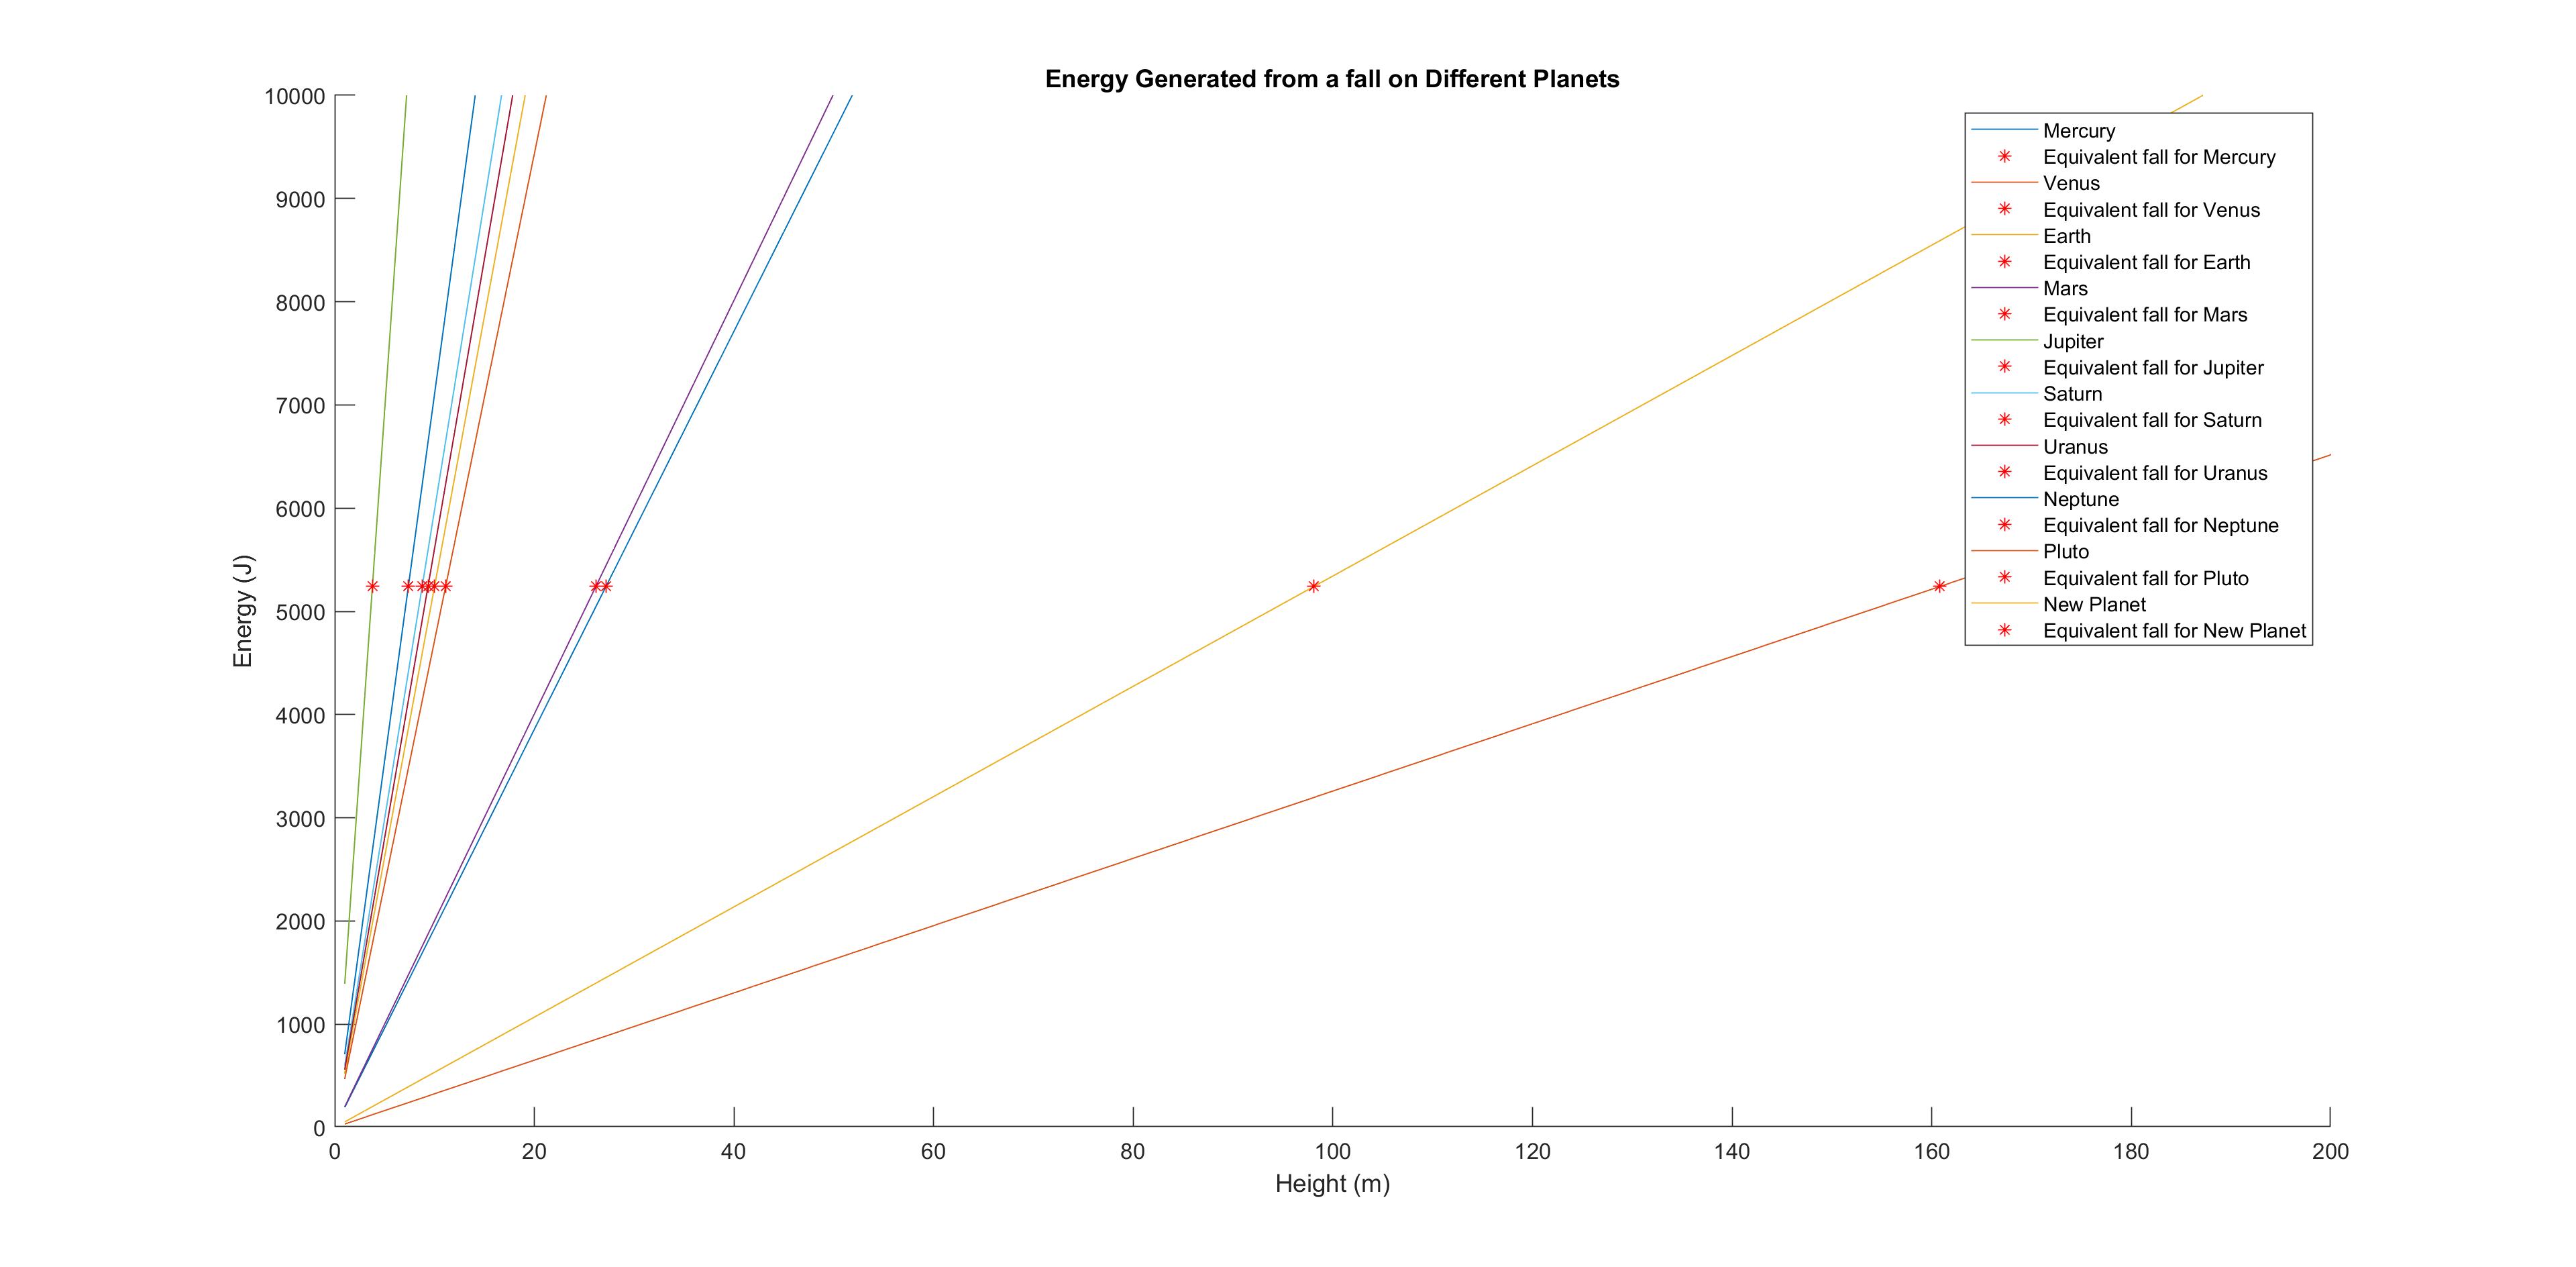 Energy Generated from a fall on Different Planets
10000
9000
8000
7000
6000
5000
4000
3000
2000
1000
0
Energy (J)
0 20 40 60 80 100 120 140 160 180 200
Height (m)
Mercury
Equivalent fall for Mercury
Venus
Equivalent fall for Venus
Earth
Equivalent fall for Earth
Mars
Equivalent fall for Mars
Jupiter
Equivalent fall for Jupiter
Saturn
Equivalent fall for Saturn
Uranus
Equivalent fall for Uranus
Neptune
Equivalent fall for Neptune
Pluto
Equivalent fall for Pluto
New Planet
Equivalent fall for New Planet